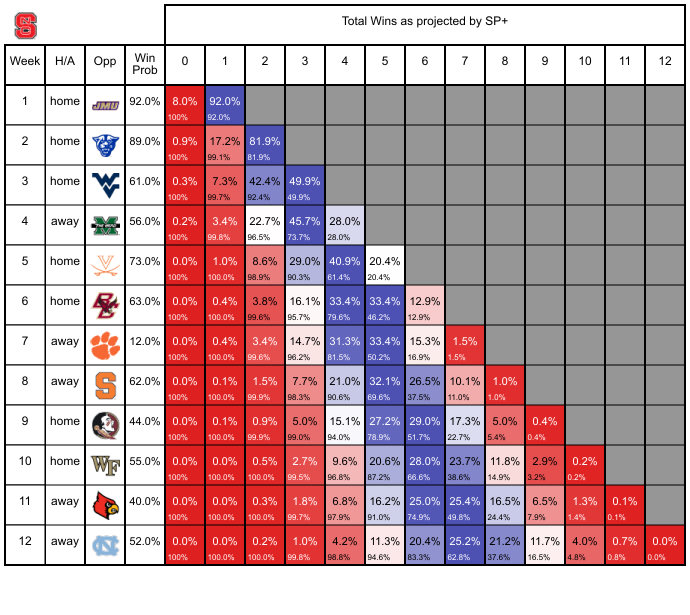 Total Wins as projected by SP+
Week H/A Opp Win Prob 0 1 2 3 4 5 6 7 8 9 10 11 12
1 home JMU 92.0% 8.0% 92.0%
100% 92.0%
2 home 89.0% 0.9% 17.2% 81.9%
100% 99.1% 81.9%
3 home WV 61.0% 0.3% 7.3% 42.4% 49.9%
100% 99.7% 92.4% 49.9%
4 away M 56.0% 0.2% 3.4% 22.7% 45.7% 28.0%
100% 99.8% 96.5% 73.7% 28.0%
5 home V 73.0% 0.0% 1.0% 8.6% 29.0% 40.9% 20.4%
100% 100.0% 98.9% 90.3% 61.4% 20.4%
6 home BC 63.0% 0.0% 0.4% 3.8% 16.1% 33.4% 33.4% 12.9%
100% 100.0% 99.6% 95.7% 79.6% 46.2% 12.9%
7 away 12.0% 0.0% 0.4% 3.4% 14.7% 31.3% 33.4% 15.3% 1.5%
100% 100.0% 99.6% 96.2% 81.5% 50.2% 16.9% 1.5%
8 away S 62.0% 0.0% 0.1% 1.5% 7.7% 21.0% 32.1% 26.5% 10.1% 1.0%
100% 100.0% 99.9% 98.3% 90.6% 69.6% 37.5% 11.0% 1.0%
9 home 44.0% 0.0% 0.1% 0.9% 5.0% 15.1% 27.2% 29.0% 17.3% 5.0% 0.4%
100% 100.0% 99.9% 99.0% 94.0% 78.9% 51.7% 22.7% 5.4% 0.4%
10 home WF 55.0% 0.0% 0.0% 0.5% 2.7% 9.6% 20.6% 28.0% 23.7% 11.8% 2.9% 0.2%
100% 100.0% 100.0% 99.5% 96.8% 87.2% 66.6% 38.6% 14.9% 3.2% 0.2%
11 away 40.0% 0.0% 0.0% 0.3% 1.8% 6.8% 16.2% 25.0% 25.4% 16.5% 6.5% 1.3% 0.1%
100% 100.0% 100.0% 99.7% 97.9% 91.0% 74.9% 49.8% 24.4% 7.9% 1.4% 0.1%
12 away NC 52.0% 0.0% 0.0% 0.2% 1.0% 4.2% 11.3% 20.4% 25.2% 21.2% 11.7% 4.0% 0.7% 0.0%
100% 100.0% 100.0% 99.8% 98.8% 94.6% 83.3% 62.8% 37.6% 16.5% 4.8% 0.8% 0.0%